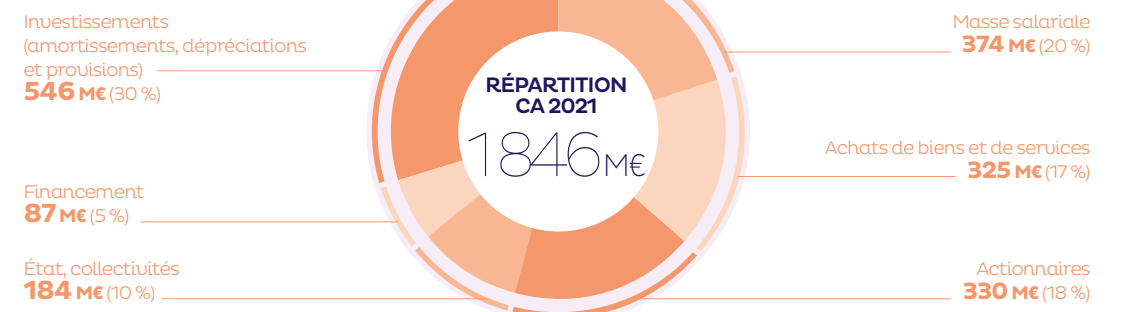 Investissements
(amortissements, dépréciations
et provisions)
546 M€ (30 %)
Financement
87 M€ (5 %)
État, collectivités
184 M€ (10 %)
RÉPARTITION
CA 2021
1846 M€
Masse salariale
374 M€ (20 %)
Achats de biens et de services
325 M€ (17 %)
Actionnaires
330 M€ (18 %)